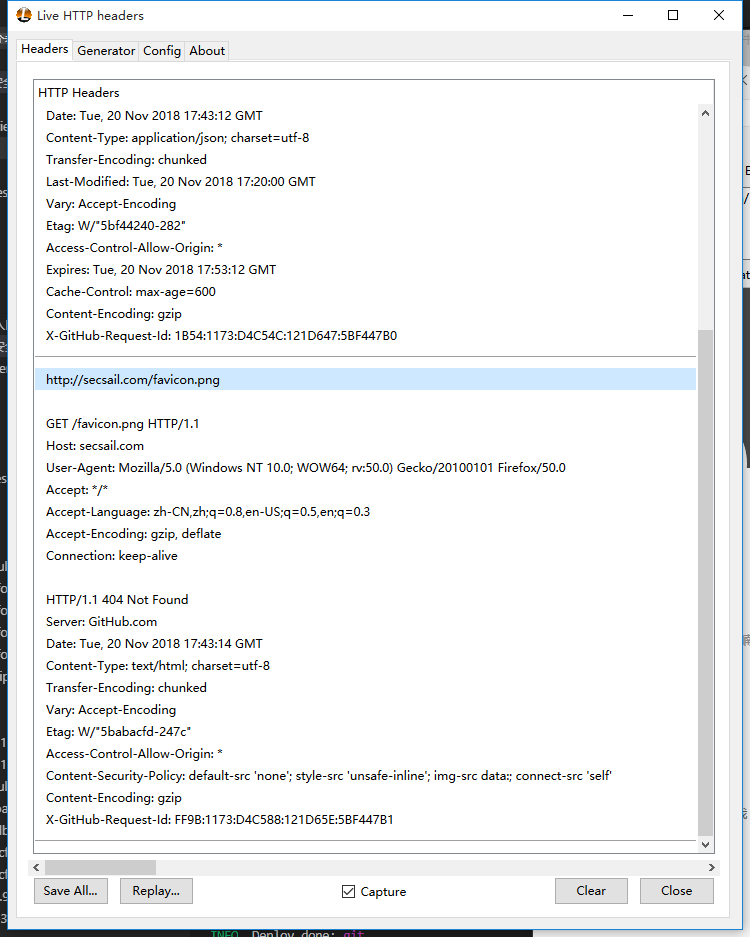 Live HTTP headers
Headers Generator Config About
HTTP Headers
Date: Tue, 20 Nov 2018 17:43:12 GMT
Content-Type: application/json; charset=utf-8
Transfer-Encoding: chunked
Last-Modified: Tue, 20 Nov 2018 17:20:00 GMT
Vary: Accept-Encoding
Etag: W/"5bf44240-282"
Access-Control-Allow-Origin: *
Expires: Tue, 20 Nov 2018 17:53:12 GMT
Cache-Control: max-age=600
Content-Encoding: gzip
X-GitHub-Request-Id: 1B54:1173:D4C54C:121D647:5BF447B0
http://secsail.com/favicon.png
GET /favicon.png HTTP/1.1
Host: secsail.com
User-Agent: Mozilla/5.0 (Windows NT 10.0; WOW64; rv:50.0) Gecko/20100101 Firefox/50.0
Accept: */*
Accept-Language: zh-CN,zh;q=0.8,en-US;q=0.5,en;q=0.3
Accept-Encoding: gzip, deflate
Connection: keep-alive
HTTP/1.1 404 Not Found
Server: GitHub.com
Date: Tue, 20 Nov 2018 17:43:14 GMT
Content-Type: text/html; charset=utf-8
Transfer-Encoding: chunked
Vary: Accept-Encoding
Etag: W/"5babacfd-247c"
Access-Control-Allow-Origin: *
Content-Security-Policy: default-src 'none'; style-src 'unsafe-inline'; img-src data:; connect-src 'self'
Content-Encoding: gzip
X-GitHub-Request-Id: FF9B:1173:D4C588:121D65E:5BF447B1
Save All... Replay... Capture Clear Close
INFO Deploy done: git